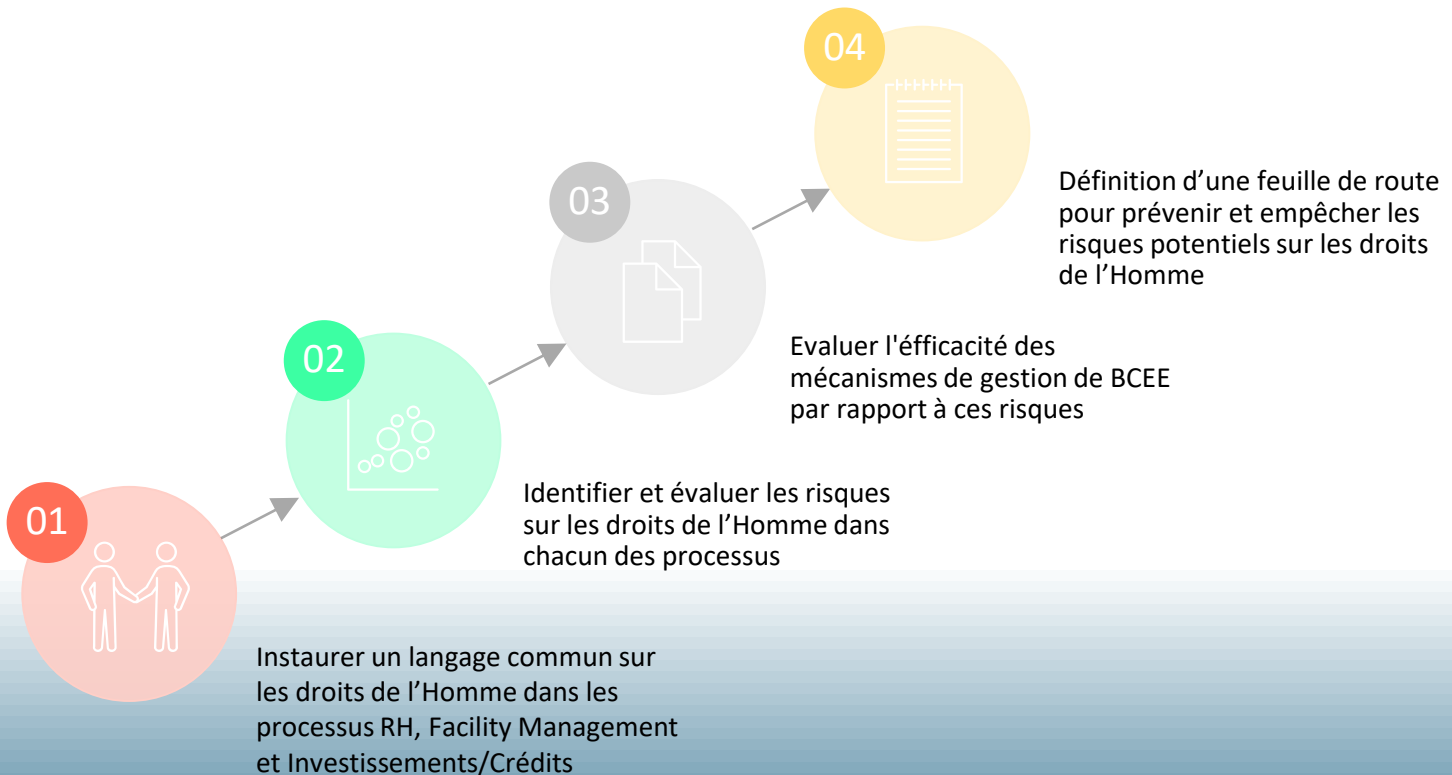 01
Instaurer un langage commun sur
les droits de l’Homme dans les
processus RH, Facility Management
et Investissements/Crédits
02
Identifier et évaluer les risques
sur les droits de l’Homme dans
chacun des processus
03
Evaluer l'éfficacité des
mécanismes de gestion de BCEE
par rapport à ces risques
04
Définition d’une feuille de route
pour prévenir et empêcher les
risques potentiels sur les droits
de l’Homme